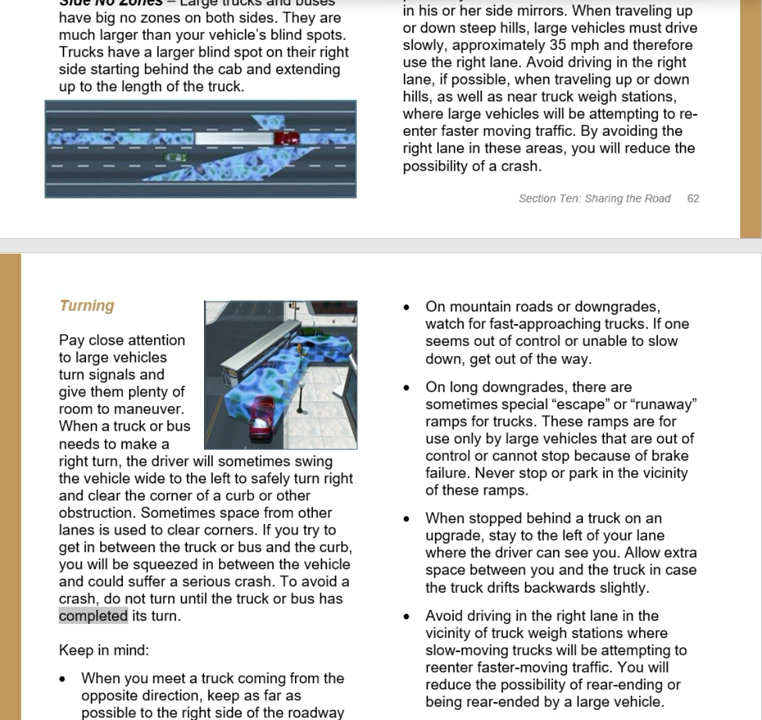 Side No Zones – Large trucks and buses
have big no zones on both sides. They are
much larger than your vehicle's blind spots.
Trucks have a larger blind spot on their right
side starting behind the cab and extending
up to the length of the truck.
in his or her side mirrors. When traveling up
or down steep hills, large vehicles must drive
slowly, approximately 35 mph and therefore
use the right lane. Avoid driving in the right
lane, if possible, when traveling up or down
hills, as well as near truck weigh stations,
where large vehicles will be attempting to re-
enter faster moving traffic. By avoiding the
right lane in these areas, you will reduce the
possibility of a crash.
Section Ten: Sharing the Road 62
Turning
Pay close attention
to large vehicles
turn signals and
give them plenty of
room to maneuver.
When a truck or bus
needs to make a
right turn, the driver will sometimes swing
the vehicle wide to the left to safely turn right
and clear the corner of a curb or other
obstruction. Sometimes space from other
lanes is used to clear corners. If you try to
get in between the truck or bus and the curb,
you will be squeezed in between the vehicle
and could suffer a serious crash. To avoid a
crash, do not turn until the truck or bus has
completed its turn.
Keep in mind:
• When you meet a truck coming from the
opposite direction, keep as far as
possible to the right side of the roadway
• On mountain roads or downgrades,
watch for fast-approaching trucks. If one
seems out of control or unable to slow
down, get out of the way.
• On long downgrades, there are
sometimes special "escape" or "runaway"
ramps for trucks. These ramps are for
use only by large vehicles that are out of
control or cannot stop because of brake
failure. Never stop or park in the vicinity
of these ramps.
• When stopped behind a truck on an
upgrade, stay to the left of your lane
where the driver can see you. Allow extra
space between you and the truck in case
the truck drifts backwards slightly.
• Avoid driving in the right lane in the
vicinity of truck weigh stations where
slow-moving trucks will be attempting to
reenter faster-moving traffic. You will
reduce the possibility of rear-ending or
being rear-ended by a large vehicle.